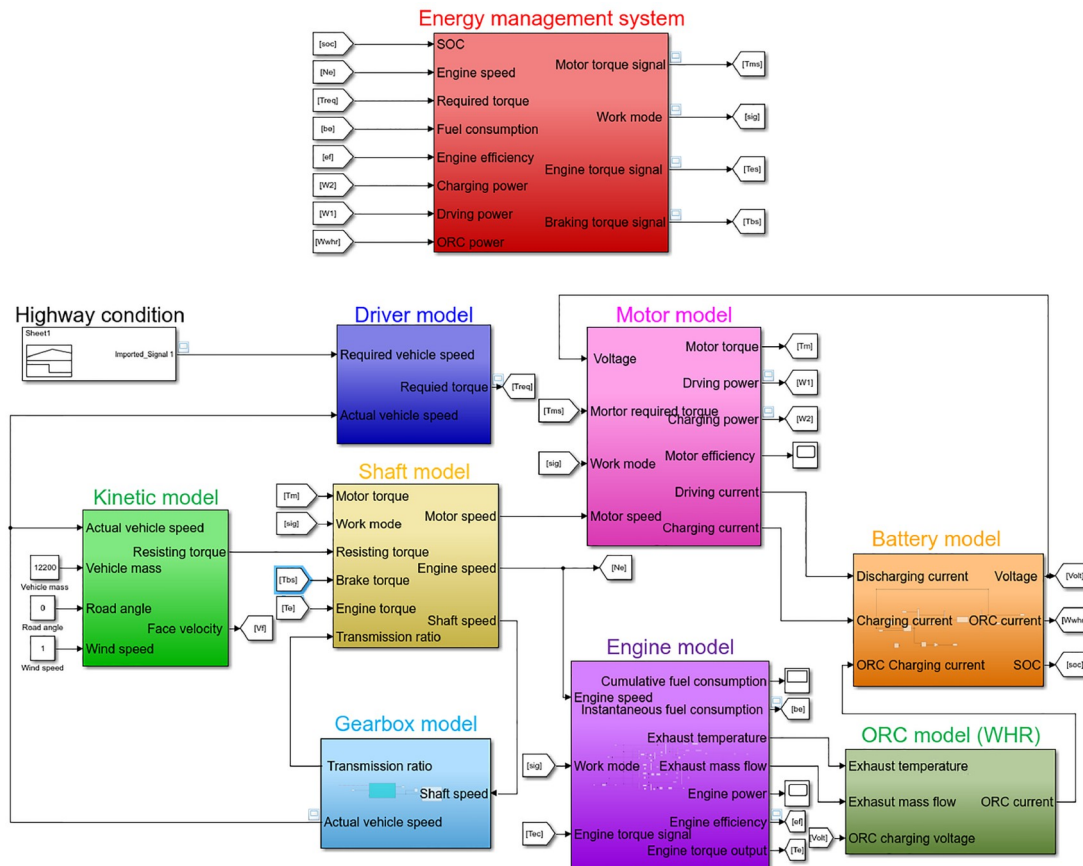 Energy management system
[soc]
SOC
[Ne]
Engine speed
[Treq]
Required torque
[be]
Fuel consumption
[ef]
Engine efficiency
[W2]
Charging power
[W1]
Drving power
[Wwhr]
ORC power
Motor torque signal
[Tms]
Work mode
[sig]
Engine torque signal
[Tes]
Braking torque signal
[Tbs]
Highway condition
Sheet1
Imported_Signal 1
Driver model
Required vehicle speed
Requied torque
[Treq]
Actual vehicle speed
Motor model
Voltage
Motor torque
[Tm]
Drving power
[W1]
[Tms]
Mortor required torque
Charging power
[W2]
[sig]
Work mode
Motor efficiency
Driving current
Motor speed
Charging current
Kinetic model
Actual vehicle speed
Resisting torque
12200
Vehicle mass
Vehicle mass
0
Road angle
Road angle
Face velocity
[Vf]
1
Wind speed
Wind speed
Shaft model
[Tm]
Motor torque
[sig]
Work mode
Motor speed
Resisting torque
Engine speed
[Ne]
[Tbs]
Brake torque
[Te]
Engine torque
Shaft speed
Transmission ratio
Battery model
Discharging current
Voltage
[Volt]
Charging current
ORC current
[Wwhr]
ORC Charging current
SOC
[soc]
Gearbox model
Transmission ratio
Shaft speed
Actual vehicle speed
Engine model
Cumulative fuel consumption
Engine speed
Instantaneous fuel consumption
[be]
Exhaust temperature
[sig]
Work mode
Exhaust mass flow
Engine power
Engine efficiency
[ef]
[Tec]
Engine torque signal
Engine torque output
[Te]
ORC model (WHR)
Exhaust temperature
Exhasut mass flow
ORC current
[Volt]
ORC charging voltage